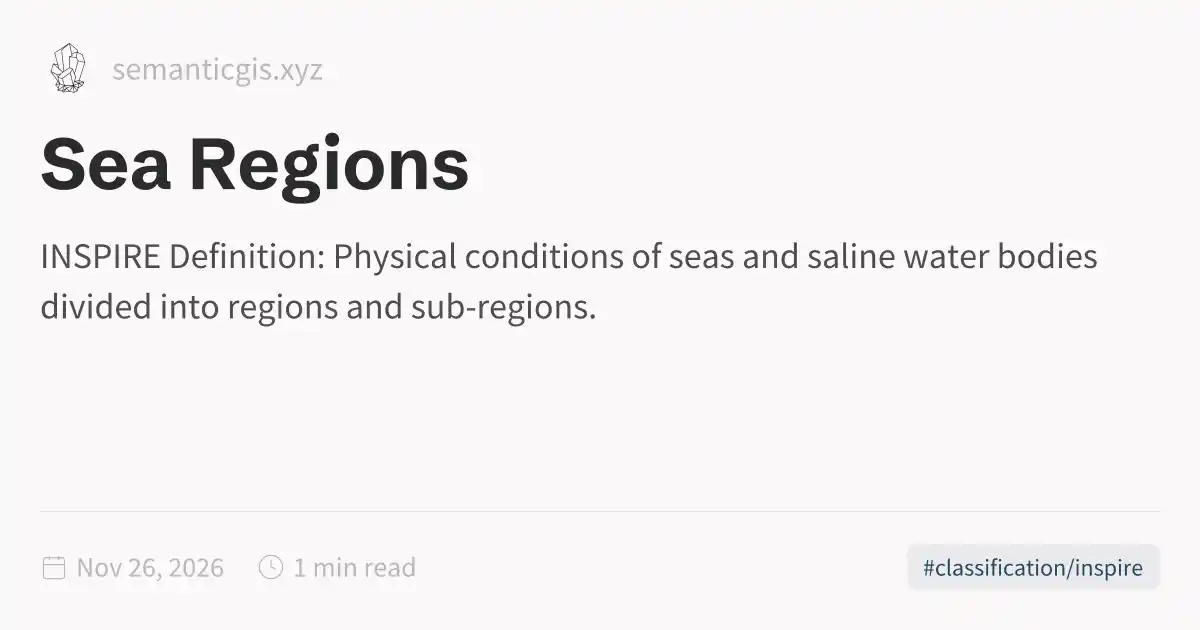 semanticgis.xyz
Sea Regions
INSPIRE Definition: Physical conditions of seas and saline water bodies
divided into regions and sub-regions.
Nov 26, 2026 1 min read #classification/inspire